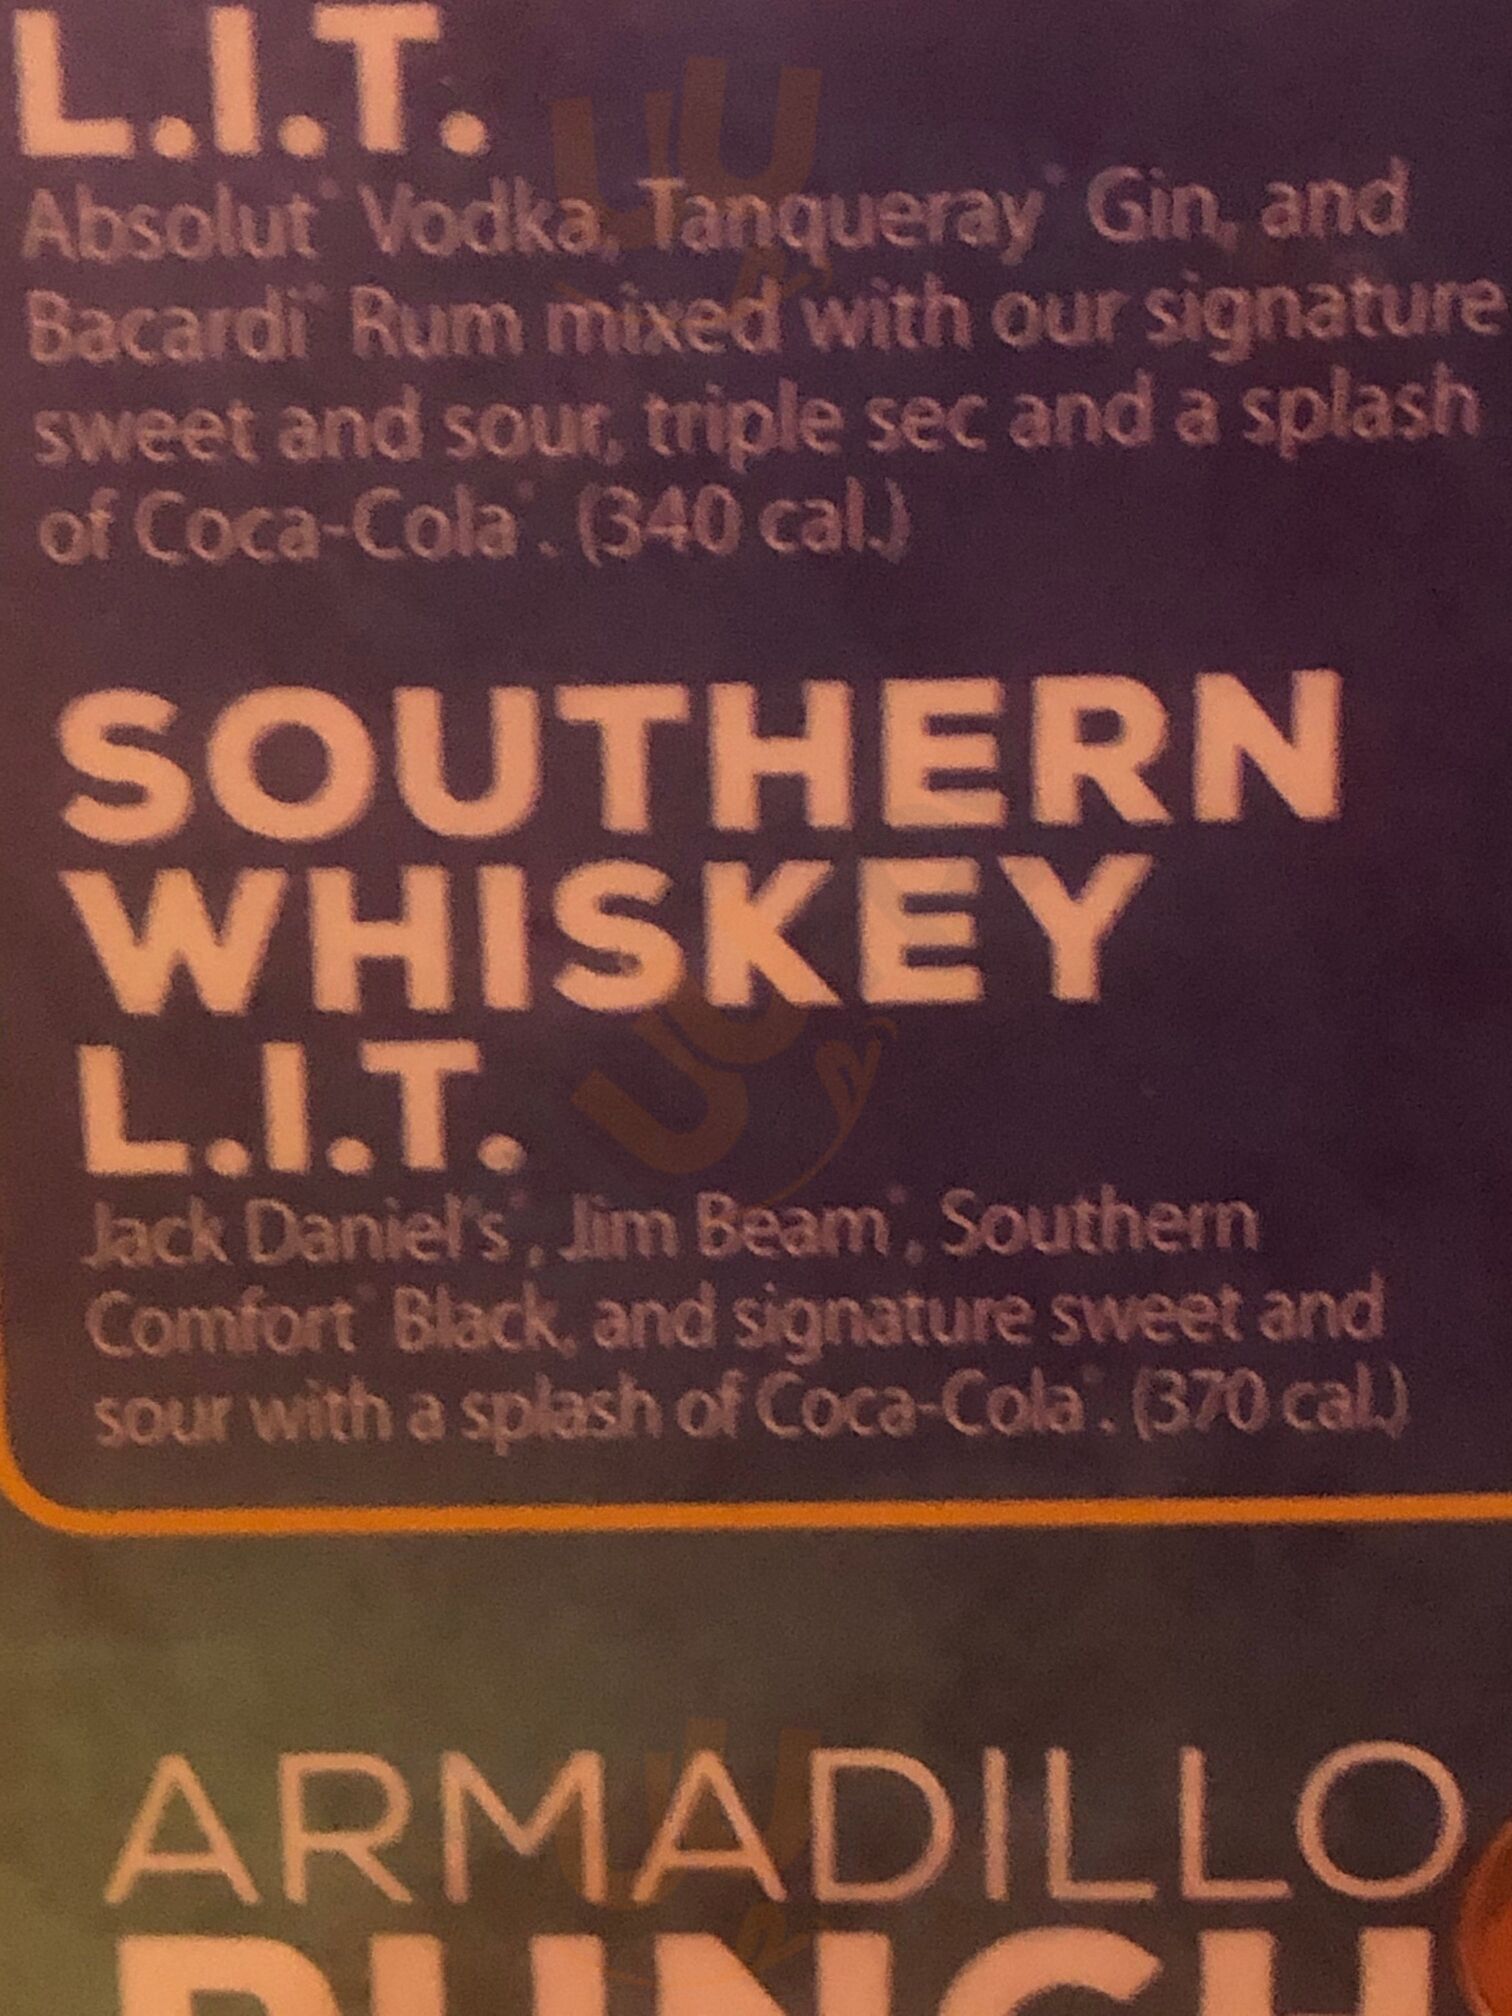 L.I.T.
Absolut® Vodka, Tanqueray® Gin, and
Bacardi® Rum mixed with our signature
sweet and sour, triple sec and a splash
of Coca-Cola®. (340 cal.)
SOUTHERN
WHISKEY
L.I.T.
Jack Daniel's®, Jim Beam®, Southern
Comfort® Black, and signature sweet and
sour with a splash of Coca-Cola®. (370 cal.)
ARMADILLO
PUNCH